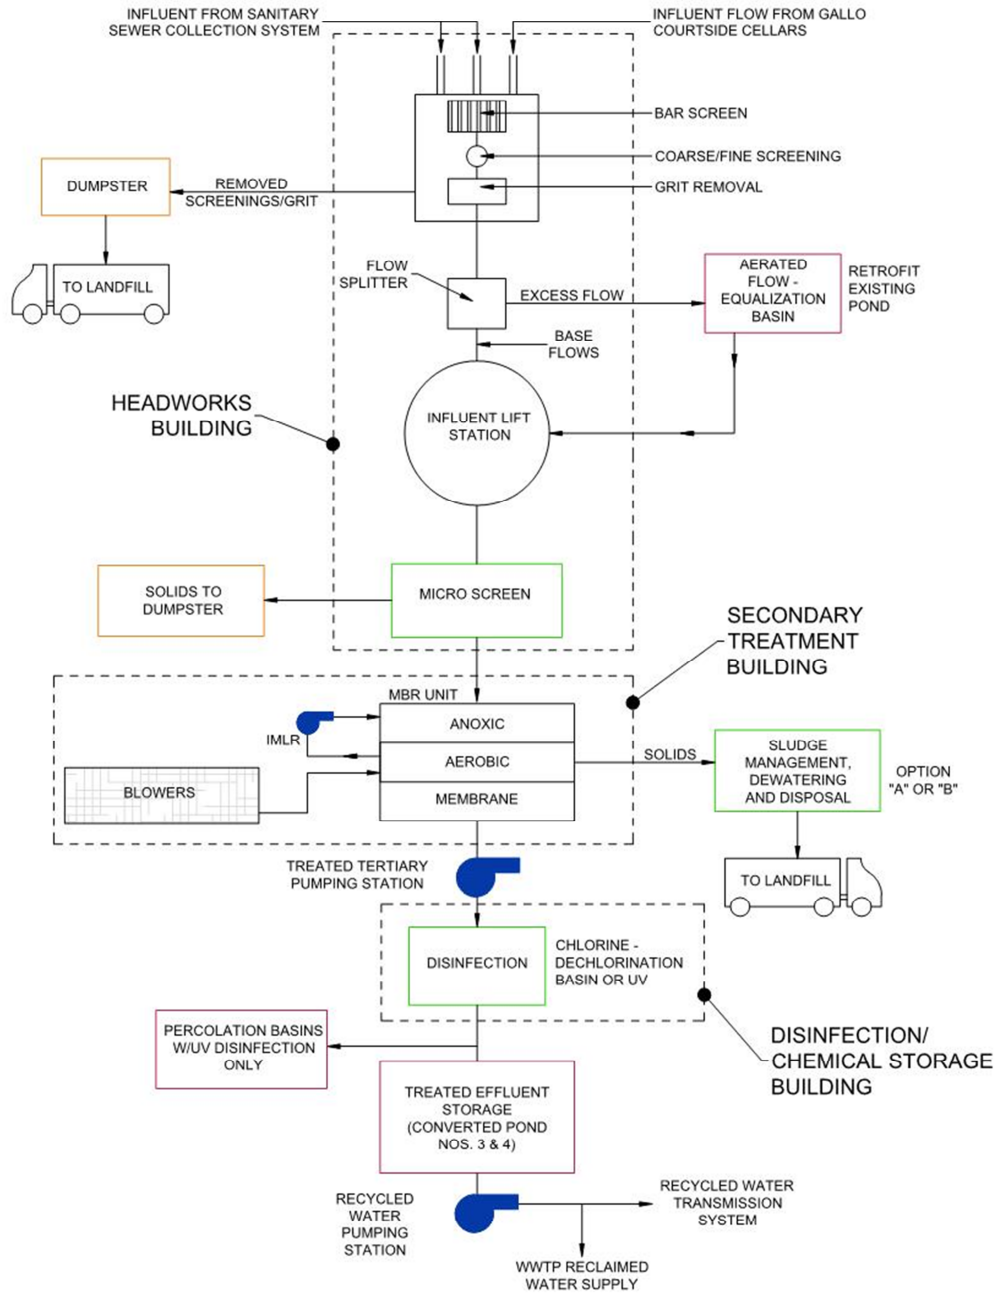 INFLUENT FROM SANITARY
SEWER COLLECTION SYSTEM
INFLUENT FLOW FROM GALLO
COURTSIDE CELLARS
BAR SCREEN
COARSE/FINE SCREENING
GRIT REMOVAL
DUMPSTER
REMOVED
SCREENINGS/GRIT
TO LANDFILL
FLOW
SPLITTER
EXCESS FLOW
AERATED
FLOW -
EQUALIZATION
BASIN
RETROFIT
EXISTING
POND
BASE
FLOWS
HEADWORKS
BUILDING
INFLUENT LIFT
STATION
SOLIDS TO
DUMPSTER
MICRO SCREEN
SECONDARY
TREATMENT
BUILDING
MBR UNIT
ANOXIC
IMLR
AEROBIC
MEMBRANE
BLOWERS
SOLIDS
SLUDGE
MANAGEMENT,
DEWATERING
AND DISPOSAL
OPTION
"A" OR "B"
TO LANDFILL
TREATED TERTIARY
PUMPING STATION
DISINFECTION
CHLORINE -
DECHLORINATION
BASIN OR UV
DISINFECTION/
CHEMICAL STORAGE
BUILDING
PERCOLATION BASINS
W/UV DISINFECTION
ONLY
TREATED EFFLUENT
STORAGE
(CONVERTED POND
NOS. 3 & 4)
RECYCLED
WATER
PUMPING
STATION
RECYCLED WATER
TRANSMISSION
SYSTEM
WWTP RECLAIMED
WATER SUPPLY